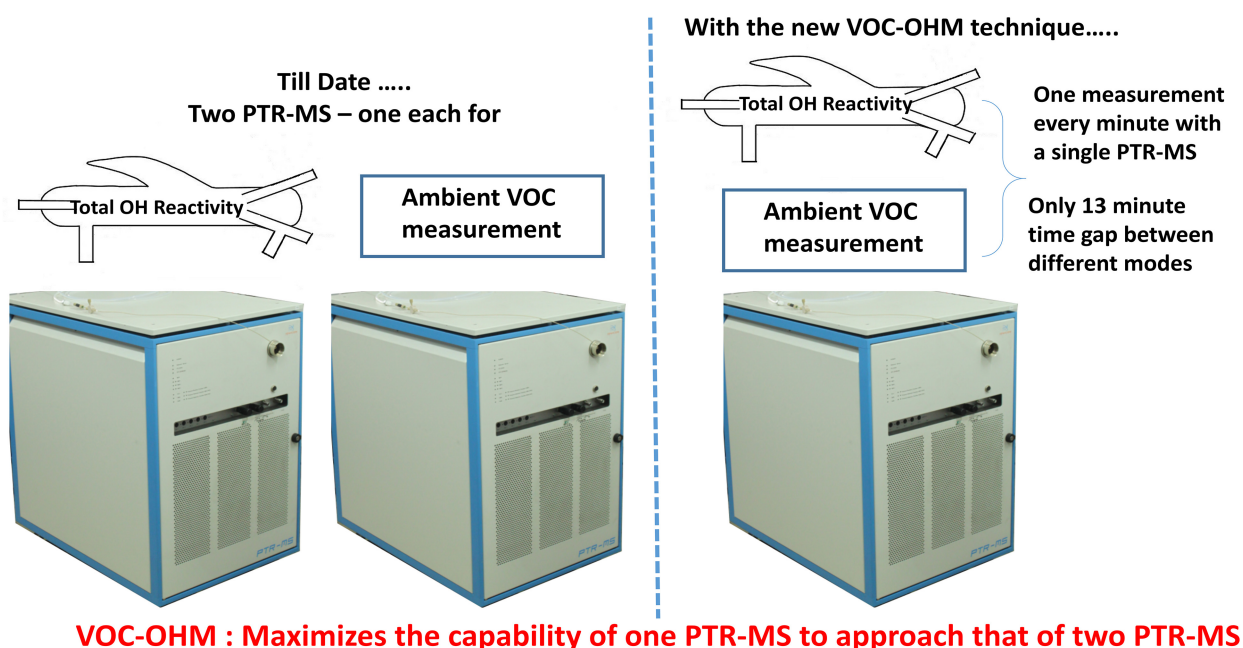 Till Date …..
Two PTR-MS – one each for
Total OH Reactivity
Ambient VOC
measurement
PTR-MS
PTR-MS
With the new VOC-OHM technique…..
Total OH Reactivity
One measurement
every minute with
a single PTR-MS
Ambient VOC
measurement
Only 13 minute
time gap between
different modes
PTR-MS
VOC-OHM : Maximizes the capability of one PTR-MS to approach that of two PTR-MS